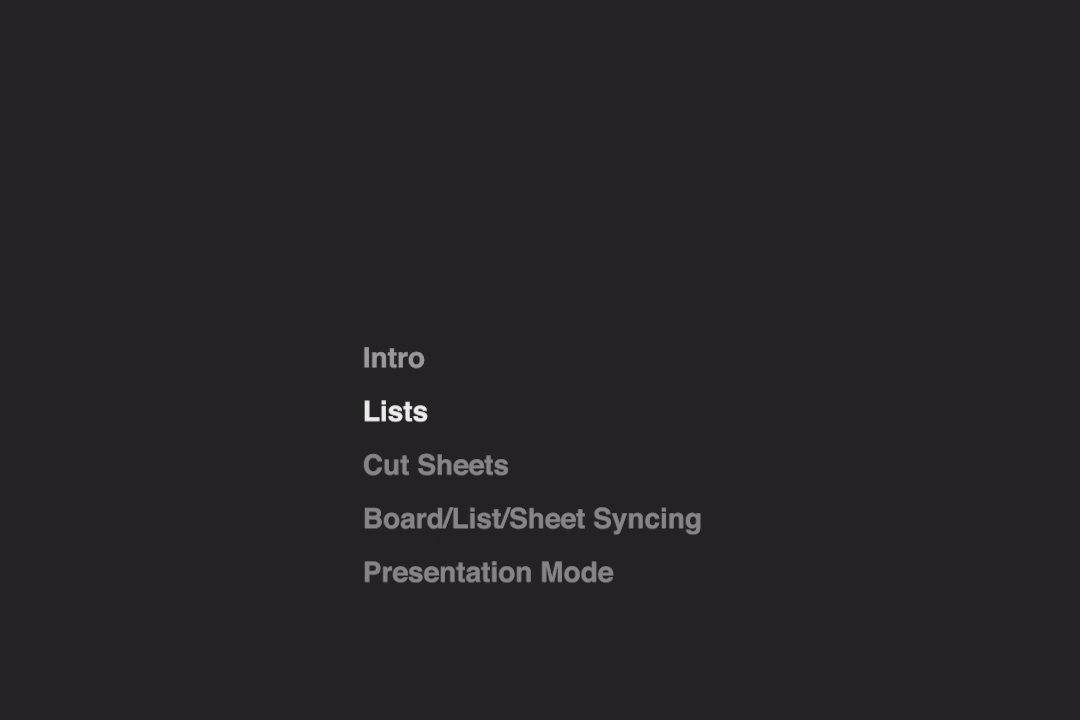 Intro
Lists
Cut Sheets
Board/List/Sheet Syncing
Presentation Mode